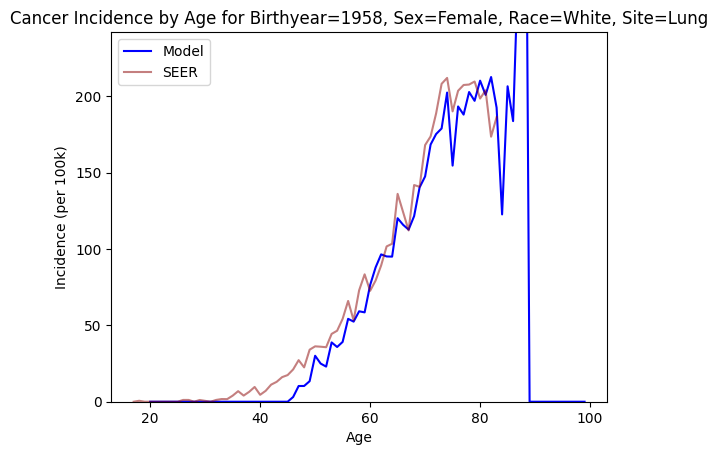 Cancer Incidence by Age for Birthyear=1958, Sex=Female, Race=White, Site=Lung
Model
SEER
Incidence (per 100k)
200
150
100
50
0
20 40 60 80 100
Age